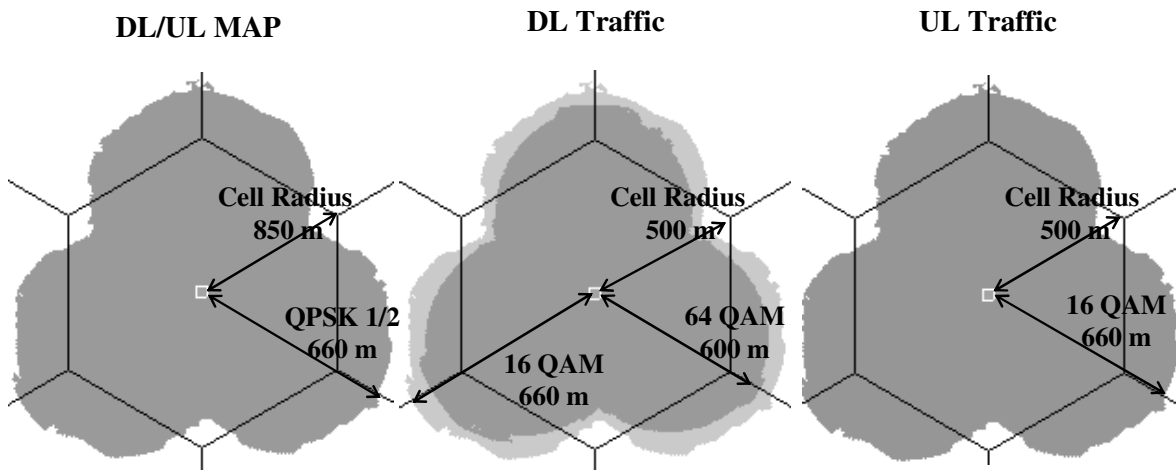 DL/UL MAP
DL Traffic
UL Traffic
Cell Radius
850 m
QPSK 1/2
660 m
Cell Radius
500 m
64 QAM
600 m
16 QAM
660 m
Cell Radius
500 m
16 QAM
660 m